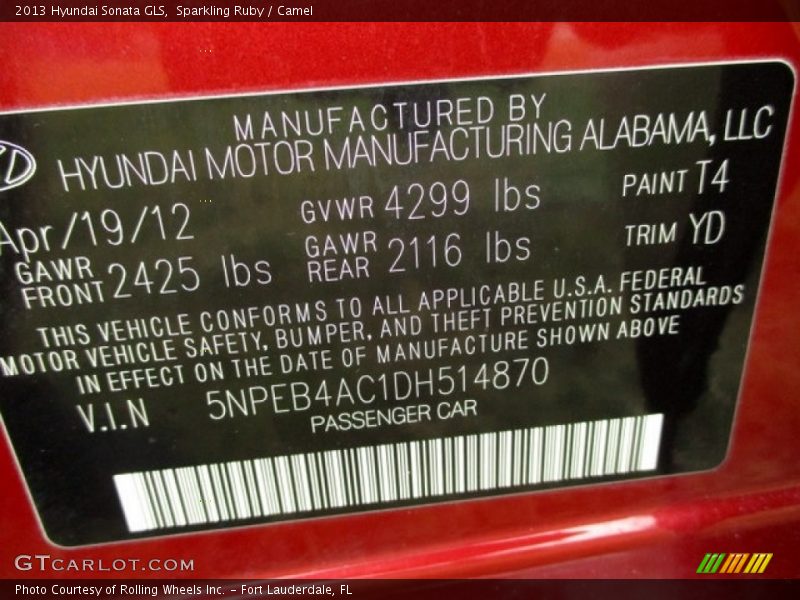 2013 Hyundai Sonata GLS, Sparkling Ruby / Camel
MANUFACTURED BY
HYUNDAI MOTOR MANUFACTURING ALABAMA, LLC
Apr/19/12 GVWR 4299 lbs PAINT T4
GAWR FRONT 2425 lbs GAWR REAR 2116 lbs TRIM YD
THIS VEHICLE CONFORMS TO ALL APPLICABLE U.S.A. FEDERAL
MOTOR VEHICLE SAFETY, BUMPER, AND THEFT PREVENTION STANDARDS
IN EFFECT ON THE DATE OF MANUFACTURE SHOWN ABOVE
V.I.N 5NPEB4AC1DH514870
PASSENGER CAR
GTCARLOT.COM
Photo Courtesy of Rolling Wheels Inc. - Fort Lauderdale, FL